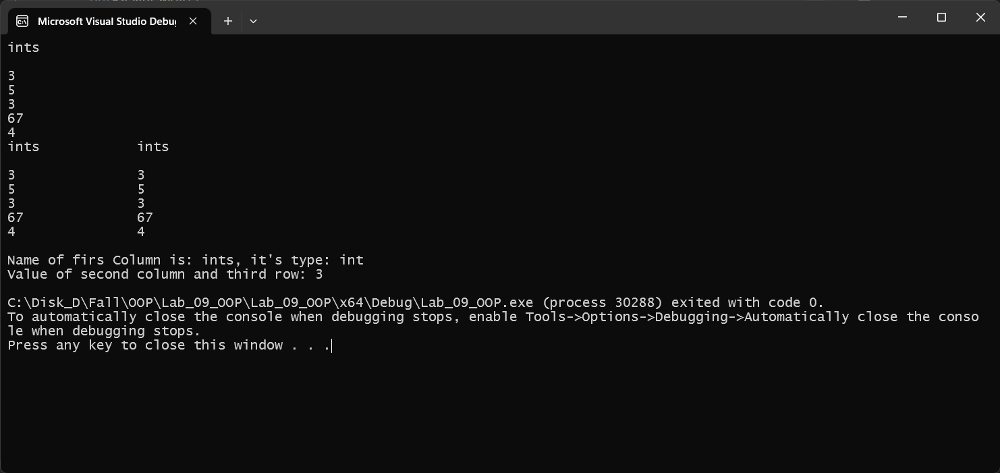 Microsoft Visual Studio Debu
ints
3
5
3
67
4
ints ints
3 3
5 5
3 3
67 67
4 4
Name of firs Column is: ints, it's type: int
Value of second column and third row: 3
C:\Disk_D\Fall\OOP\Lab_09_OOP\Lab_09_OOP\x64\Debug\Lab_09_OOP.exe (process 30288) exited with code 0.
To automatically close the console when debugging stops, enable Tools->Options->Debugging->Automatically close the conso
le when debugging stops.
Press any key to close this window . . .